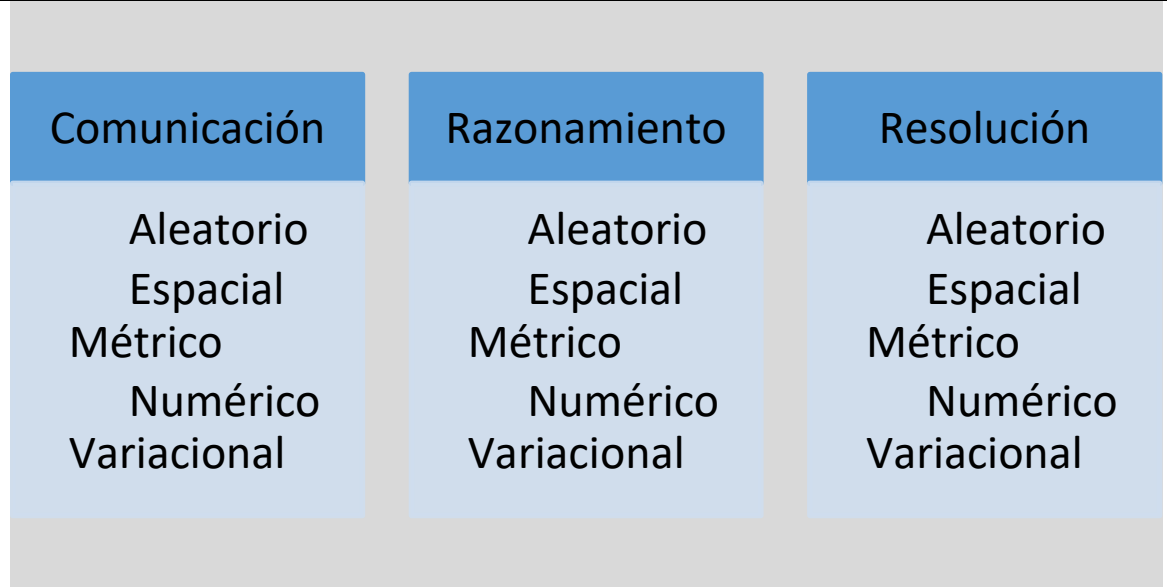 Comunicación
Aleatorio
Espacial
Métrico
Numérico
Variacional
Razonamiento
Aleatorio
Espacial
Métrico
Numérico
Variacional
Resolución
Aleatorio
Espacial
Métrico
Numérico
Variacional